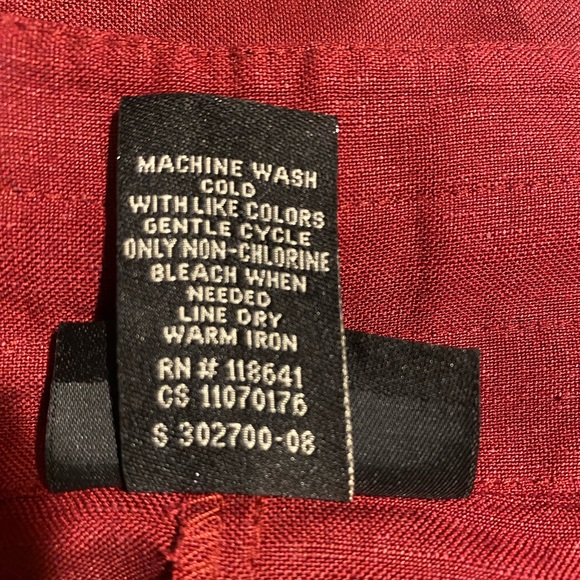 MACHINE WASH
COLD
WITH LIKE COLORS
GENTLE CYCLE
ONLY NON-CHLORINE
BLEACH WHEN
NEEDED
LINE DRY
WARM IRON
RN # 118641
CS 11070176
S 302700-08